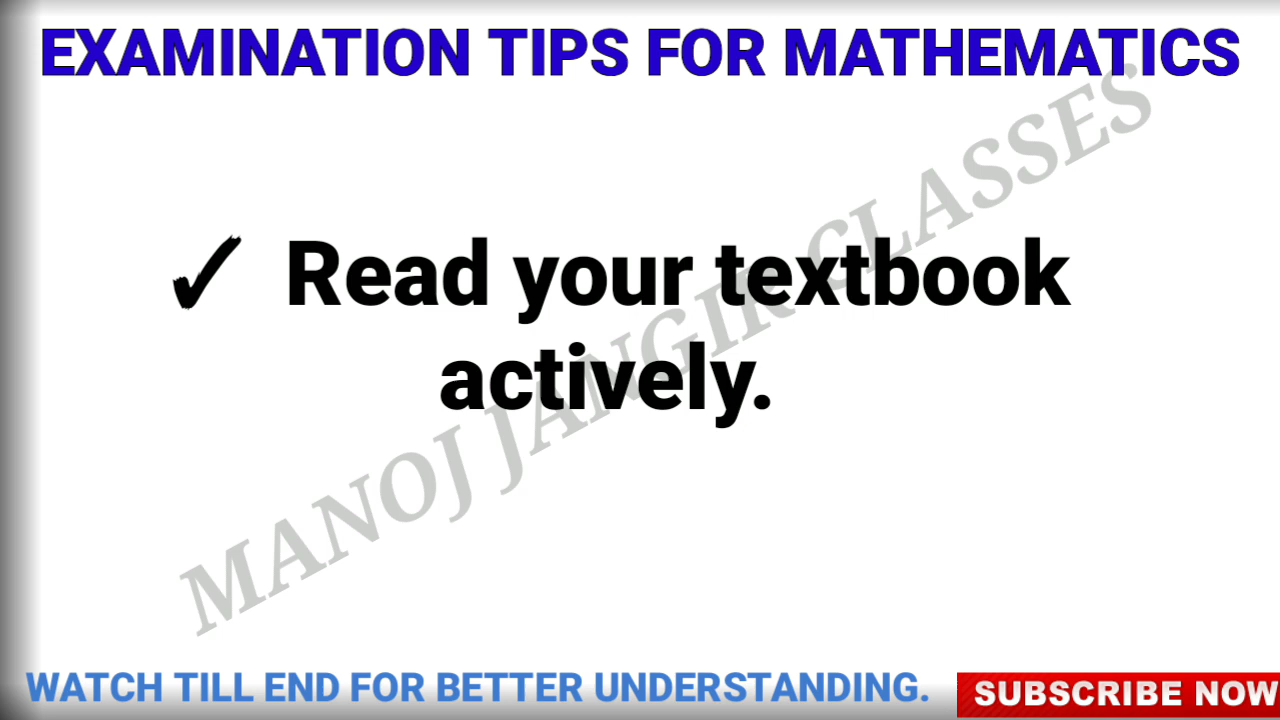 EXAMINATION TIPS FOR MATHEMATICS
✓ Read your textbook
actively.
MANOJ JANGIR CLASSES
WATCH TILL END FOR BETTER UNDERSTANDING.
SUBSCRIBE NOW